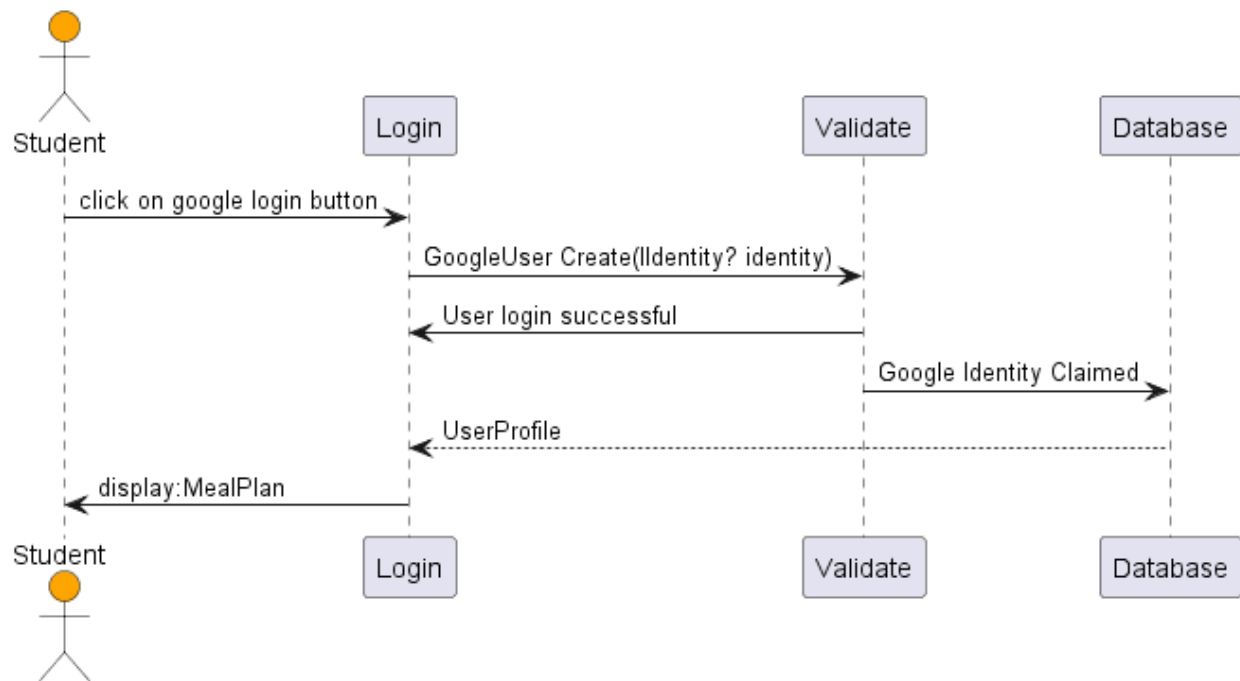 Student
Login
Validate
Database
click on google login button
GoogleUser Create(IIdentity? identity)
User login successful
Google Identity Claimed
UserProfile
display:MealPlan
Student
Login
Validate
Database